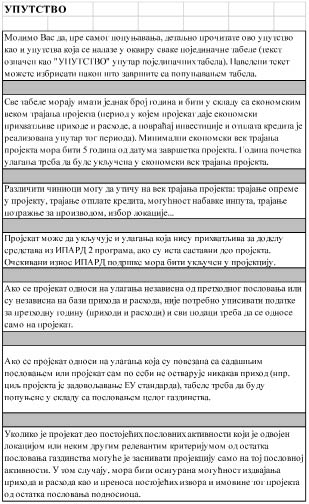 УПУТСТВО
Молимо Вас да, пре самог попуњавања, детаљно прочитате ово упутство
као и упутства која се налазе у оквиру сваке појединачне табеле (текст
означен као "УПУТСТВО" унутар појединачних табела). Наведени текст
можете избрисати након што завршите са попуњавањем табела.
Све табеле морају имати једнак број година и бити у складу са економским
веком трајања пројекта (период у којем пројекат даје економски
прихватљиве приходе и расходе, а повраћај инвестиције и отплата кредита је
реализована унутар тог периода). Минимални економски век трајања
пројекта мора бити 5 година од датума завршетка пројекта. Година почетка
улагања треба да буде укључена у економски век трајања пројекта.
Различити чиниоци могу да утичу на век трајања пројекта: трајање опреме
у пројекту, трајање отплате кредита, могућност набавке инпута, трајање
потражње за производом, избор локације...
Пројекат може да укључује и улагања која нису прихватљива за доделу
средстава из ИПАРД 2 програма, ако су иста саставни део пројекта.
Очекивани износ ИПАРД подршке мора бити укључен у пројекцију.
Ако се пројекат односи на улагања независна од претходног пословања или
су независна на бази прихода и расхода, није потребно уписивати податке
за претходну годину (приходи и расходи) и сви подаци треба да се односе
само на пројекат.
Ако се пројекат односи на улагања која су повезана са садашњим
пословањем или пројекат сам по себи не остварује никакав приход (нпр.
циљ пројекта је задовољавање ЕУ стандарда), табеле треба да буду
попуњене у складу са пословањем целог газдинства.
Уколико је пројекат део постојећих пословних активности који је одвојен
локацијом или неким другим релевантним критеријумом од остатка
пословања газдинства могуће је заснивати пројекцију само на тој пословној
активности. У том случају, мора бити осигурана могућност издвајања
прихода и расхода као и преноса постојећих извора и имовине тог пројекта
од остатка пословања подносиоца.